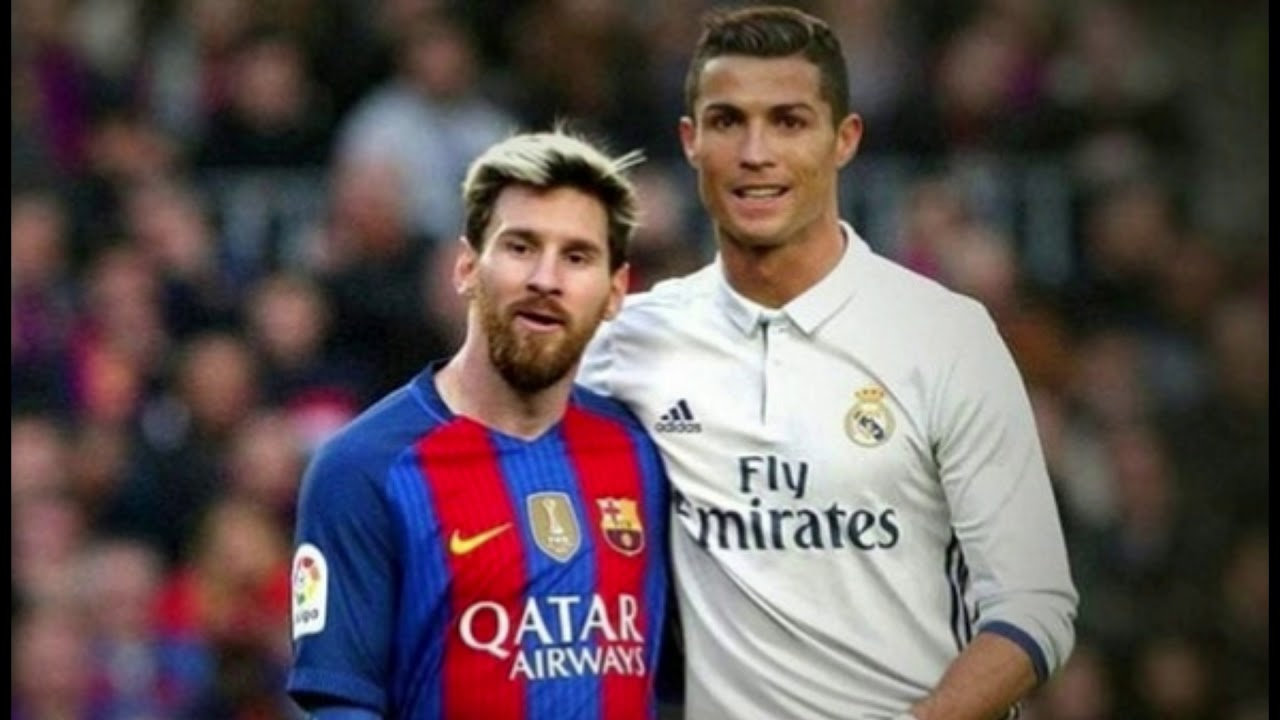 adidas
Fly
Emirates
QATAR
AIRWAYS